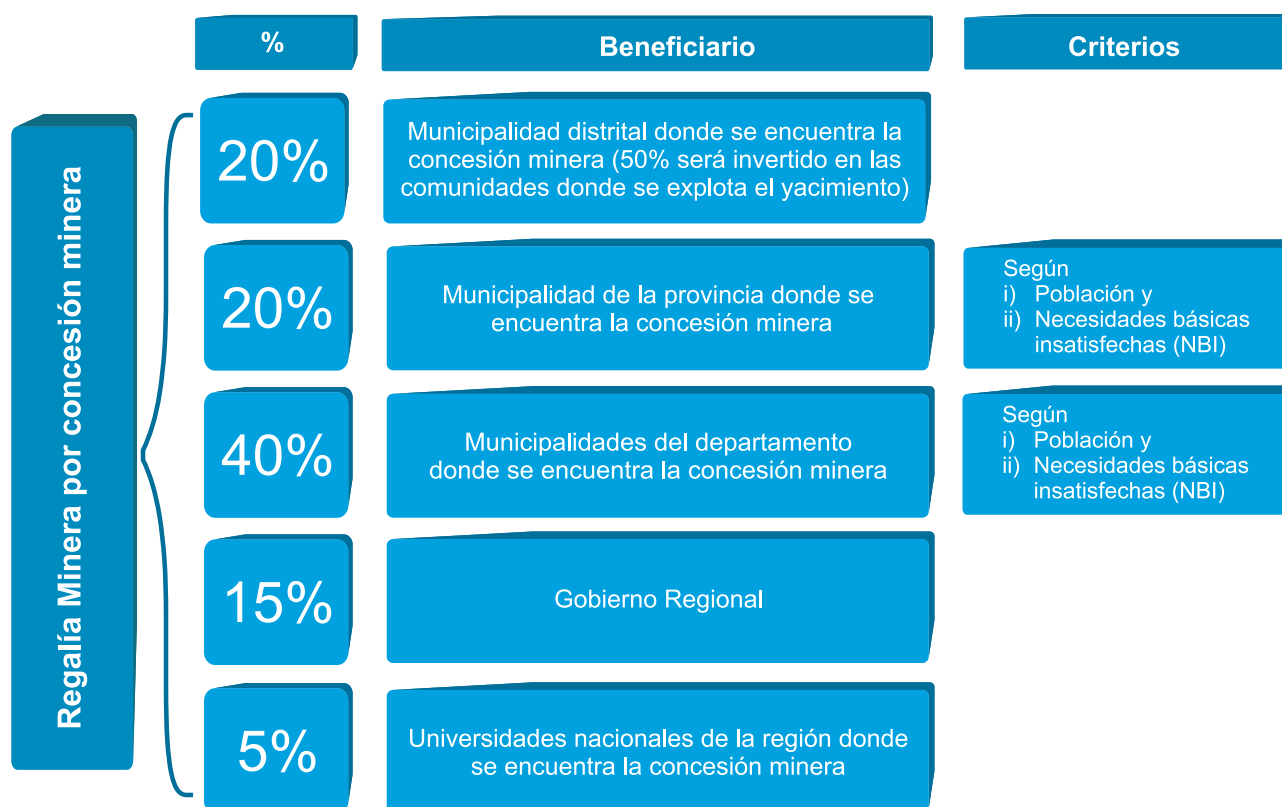 %
Beneficiario
Criterios
Regalía Minera por concesión minera
20%
Municipalidad distrital donde se encuentra la
concesión minera (50% será invertido en las
comunidades donde se explota el yacimiento)
20%
Municipalidad de la provincia donde se
encuentra la concesión minera
Según
i) Población y
ii) Necesidades básicas
insatisfechas (NBI)
40%
Municipalidades del departamento
donde se encuentra la concesión minera
Según
i) Población y
ii) Necesidades básicas
insatisfechas (NBI)
15%
Gobierno Regional
5%
Universidades nacionales de la región donde
se encuentra la concesión minera